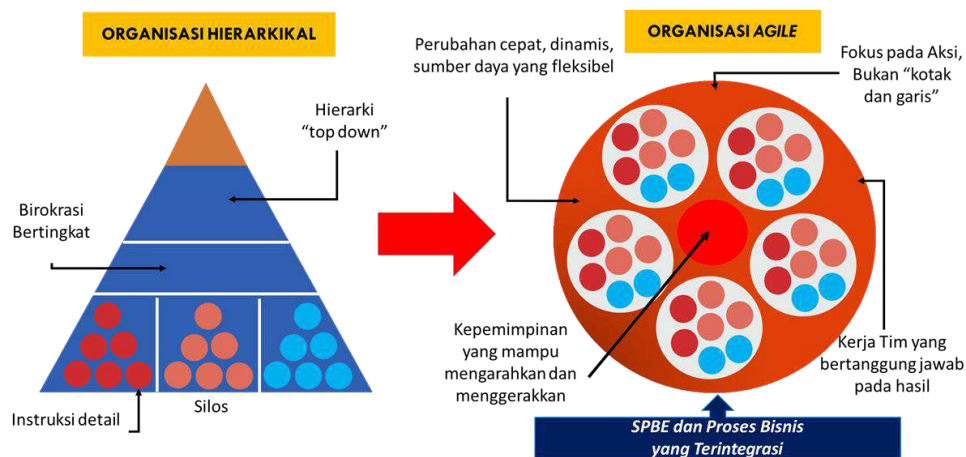 ORGANISASI HIERARKIKAL
Hierarki
"top down"
Birokrasi
Bertingkat
Instruksi detail
Silos
ORGANISASI AGILE
Perubahan cepat, dinamis,
sumber daya yang fleksibel
Fokus pada Aksi,
Bukan "kotak
dan garis"
Kepemimpinan
yang mampu
mengarahkan dan
menggerakkan
Kerja Tim yang
bertanggung jawab
pada hasil
SPBE dan Proses Bisnis
yang Terintegrasi